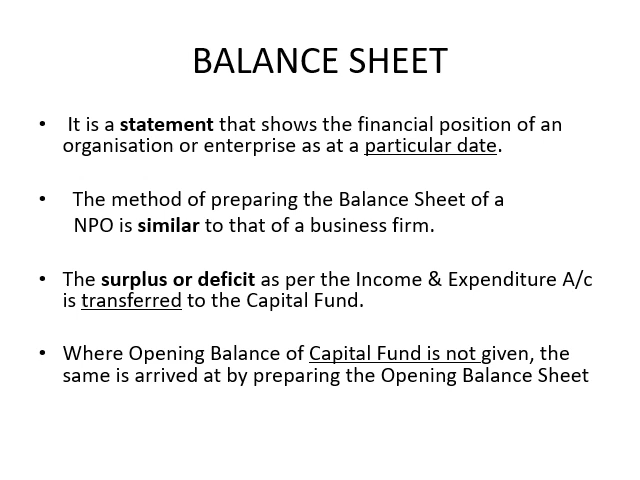 BALANCE SHEET
• It is a statement that shows the financial position of an
organisation or enterprise as at a particular date.
• The method of preparing the Balance Sheet of a
NPO is similar to that of a business firm.
• The surplus or deficit as per the Income & Expenditure A/c
is transferred to the Capital Fund.
• Where Opening Balance of Capital Fund is not given, the
same is arrived at by preparing the Opening Balance Sheet